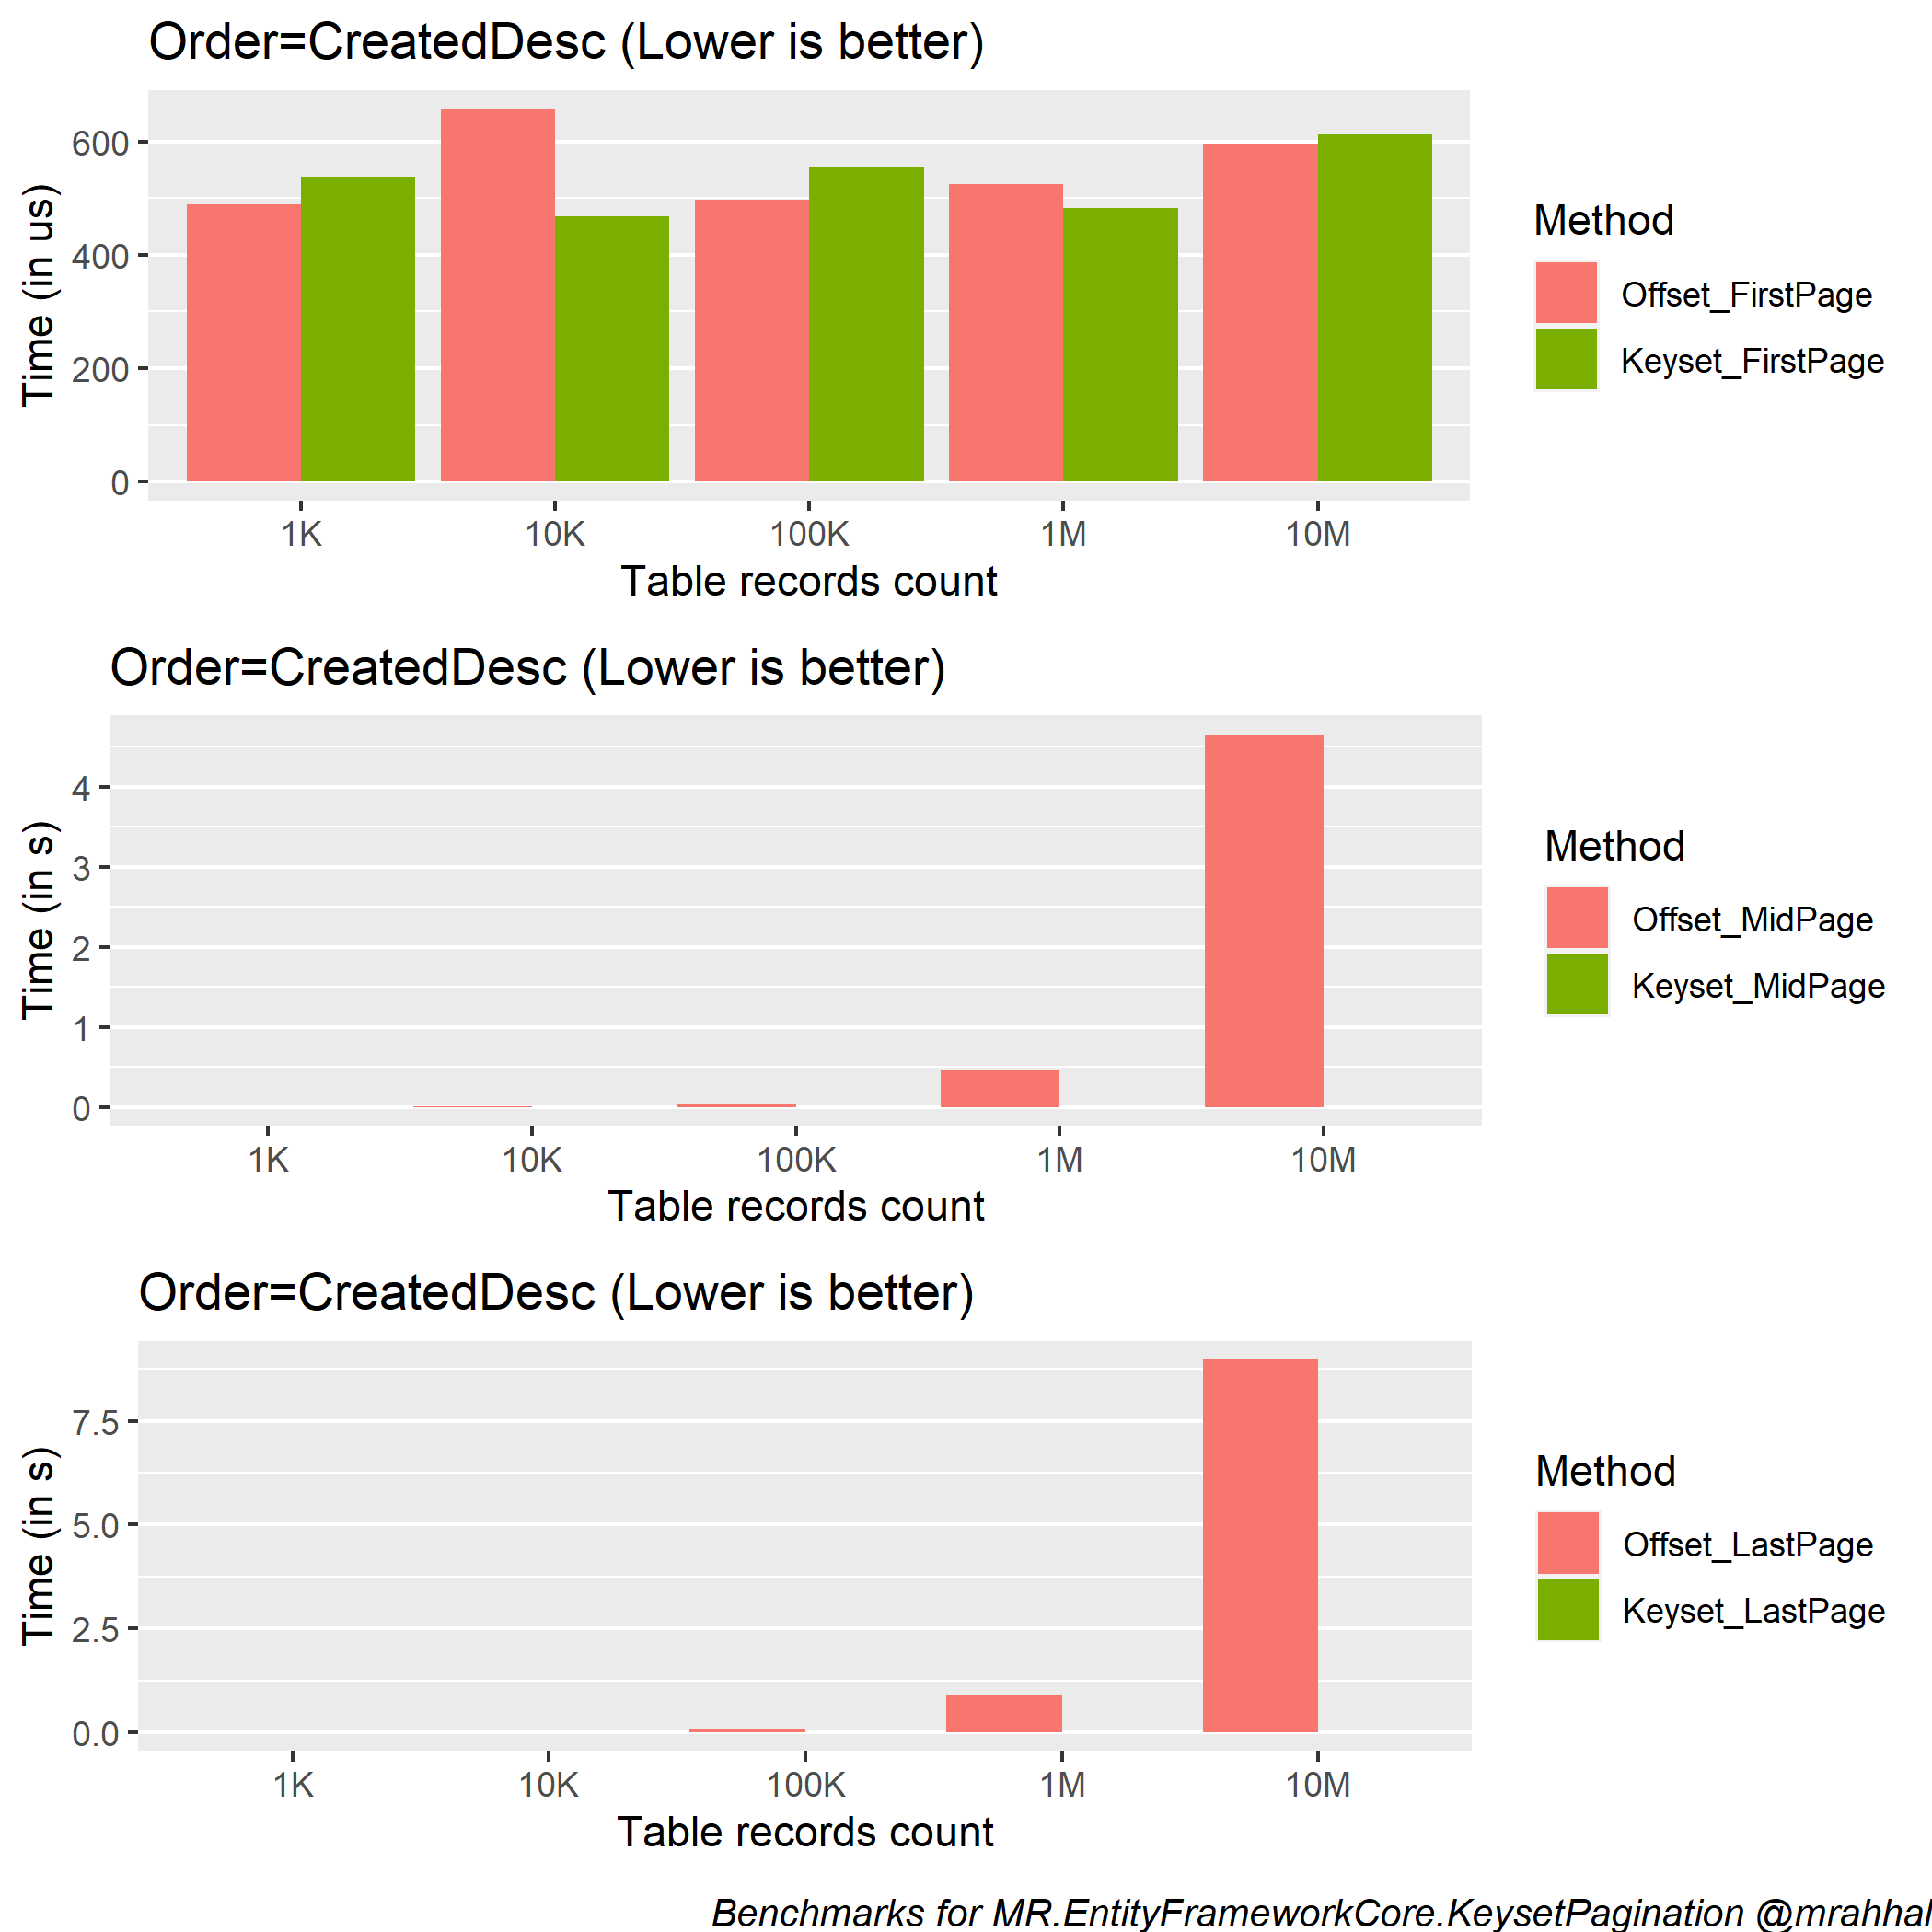 Order=CreatedDesc (Lower is better)
Time (in us)
600
400
200
0
1K 10K 100K 1M 10M
Table records count
Method
Offset_FirstPage
Keyset_FirstPage
Order=CreatedDesc (Lower is better)
Time (in s)
4
3
2
1
0
1K 10K 100K 1M 10M
Table records count
Method
Offset_MidPage
Keyset_MidPage
Order=CreatedDesc (Lower is better)
Time (in s)
7.5
5.0
2.5
0.0
1K 10K 100K 1M 10M
Table records count
Method
Offset_LastPage
Keyset_LastPage
Benchmarks for MR.EntityFrameworkCore.KeysetPagination @mrahhal